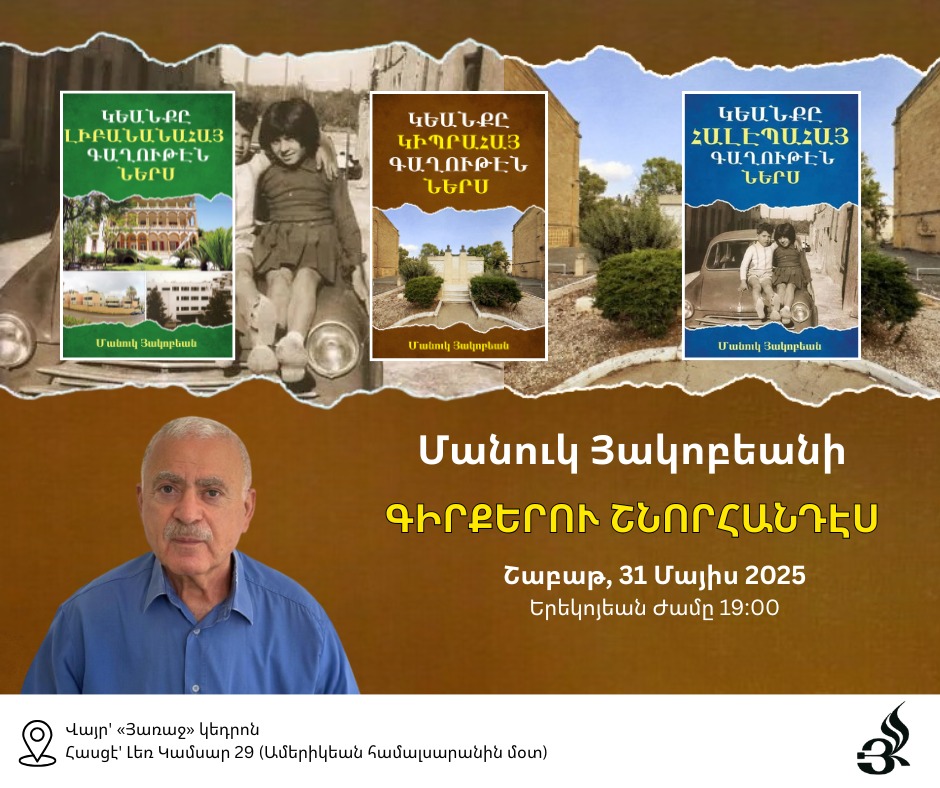 ԿԵԱՆՔԸ
ԼԻԲԱՆԱՆԱՀԱՅ
ԳԱՂՈՒԹԷՆ
ՆԵՐՍ
Մանուկ Յակոբեան
ԿԵԱՆՔԸ
ԿԻՊՐԱՀԱՅ
ԳԱՂՈՒԹԷՆ
ՆԵՐՍ
Մանուկ Յակոբեան
ԿԵԱՆՔԸ
ՀԱԼԷՊԱՀԱՅ
ԳԱՂՈՒԹԷՆ
ՆԵՐՍ
Մանուկ Յակոբեան
Մանուկ Յակոբեանի
ԳԻՐՔԵՐՈՒ ՇՆՈՐՀԱՆԴԷՍ
Շաբաթ, 31 Մայիս 2025
Երեկոյեան Ժամը 19:00
Վայր՝ «Յառաջ» կեդրոն
Հասցէ՝ Լեռ Կամսար 29 (Ամերիկեան համալսարանին մօտ)